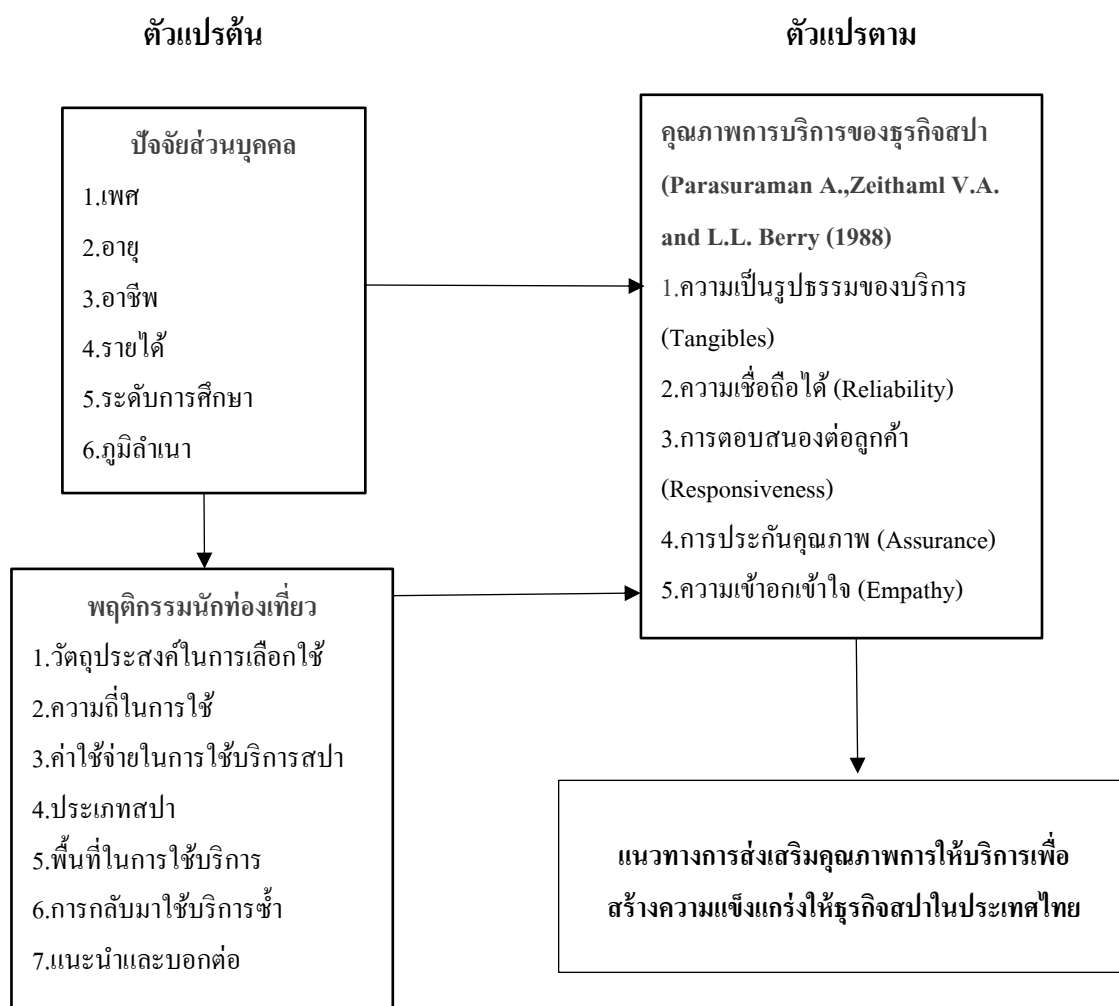 ตัวแปรต้น
ตัวแปรตาม
ปัจจัยส่วนบุคคล
1.เพศ
2.อายุ
3.อาชีพ
4.รายได้
5.ระดับการศึกษา
6.ภูมิลำเนา
พฤติกรรมนักท่องเที่ยว
1.วัตถุประสงค์ในการเลือกใช้
2.ความถี่ในการใช้
3.ค่าใช้จ่ายในการใช้บริการสปา
4.ประเภทสปา
5.พื้นที่ในการใช้บริการ
6.การกลับมาใช้บริการซ้ำ
7.แนะนำและบอกต่อ
คุณภาพการบริการของธุรกิจสปา
(Parasuraman A.,Zeithaml V.A.
and L.L. Berry (1988)
1.ความเป็นรูปธรรมของบริการ
(Tangibles)
2.ความเชื่อถือได้ (Reliability)
3.การตอบสนองต่อลูกค้า
(Responsiveness)
4.การประกันคุณภาพ (Assurance)
5.ความเข้าอกเข้าใจ (Empathy)
แนวทางการส่งเสริมคุณภาพการให้บริการเพื่อ
สร้างความแข็งแกร่งให้ธุรกิจสปาในประเทศไทย